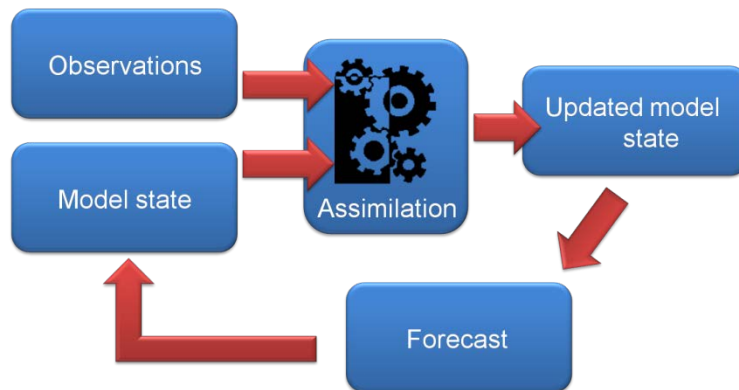 Observations
Model state
Assimilation
Updated model
state
Forecast